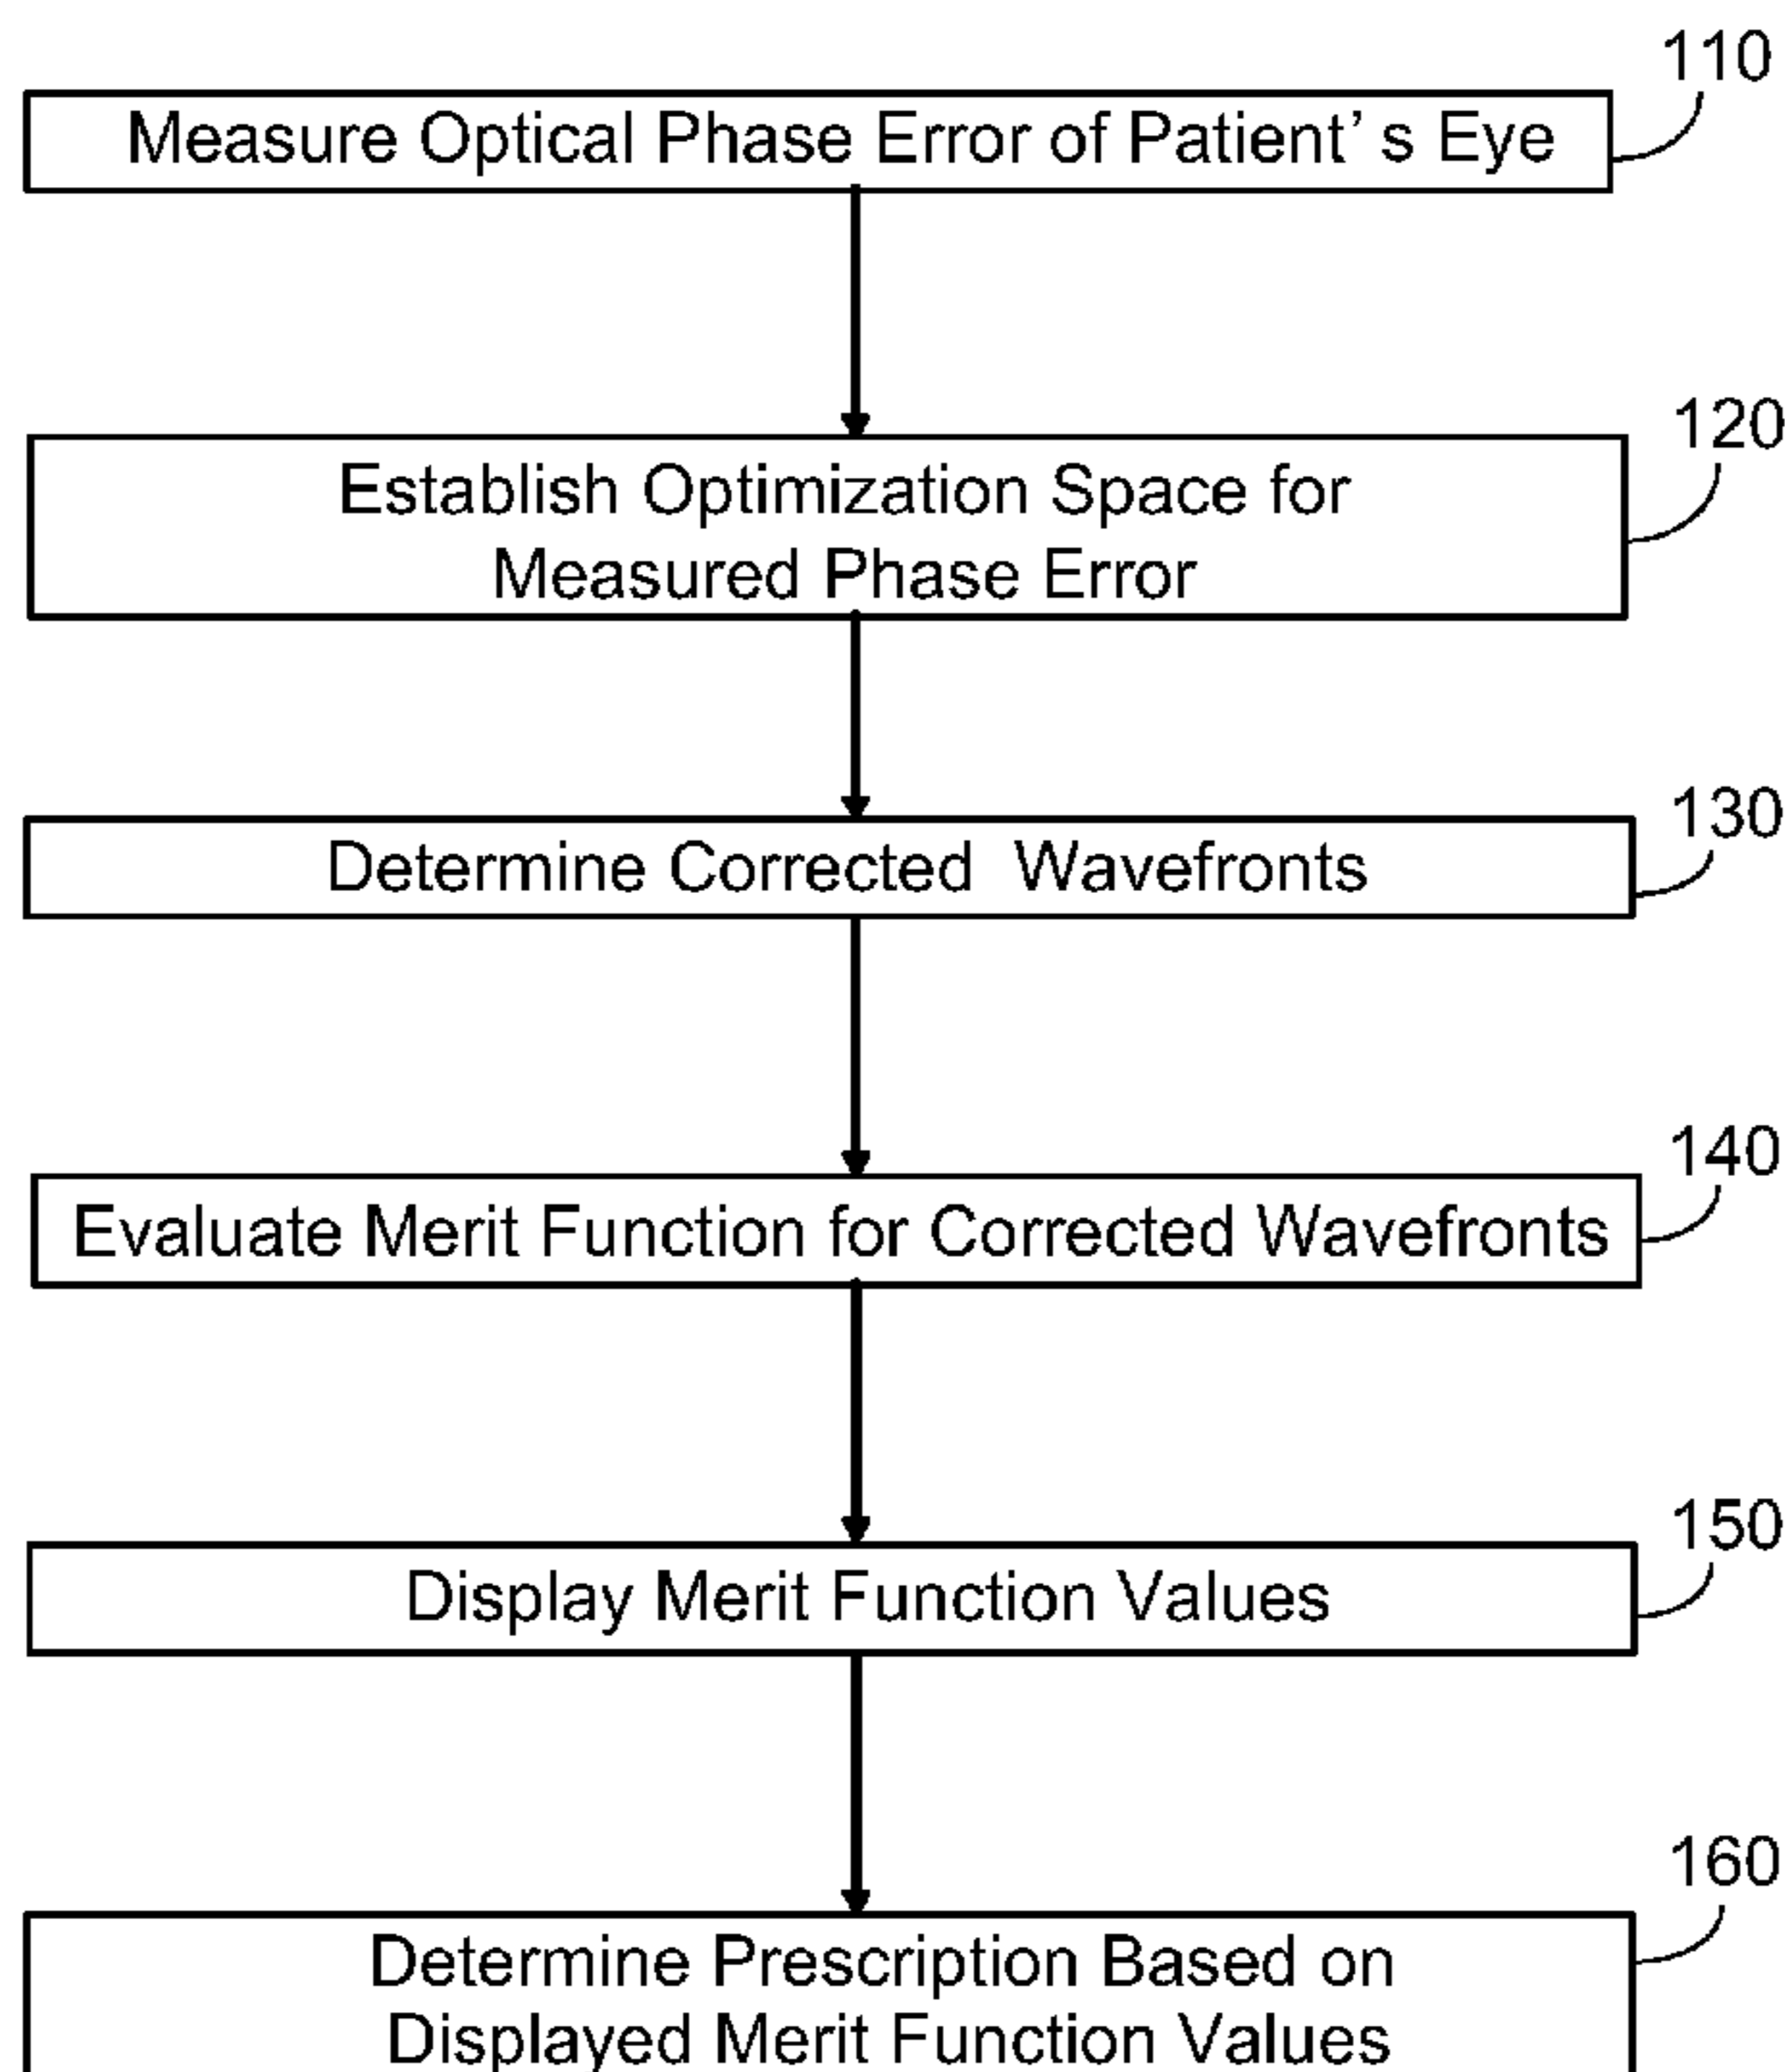 110
Measure Optical Phase Error of Patient's Eye
120
Establish Optimization Space for
Measured Phase Error
130
Determine Corrected Wavefronts
140
Evaluate Merit Function for Corrected Wavefronts
150
Display Merit Function Values
160
Determine Prescription Based on
Displayed Merit Function Values